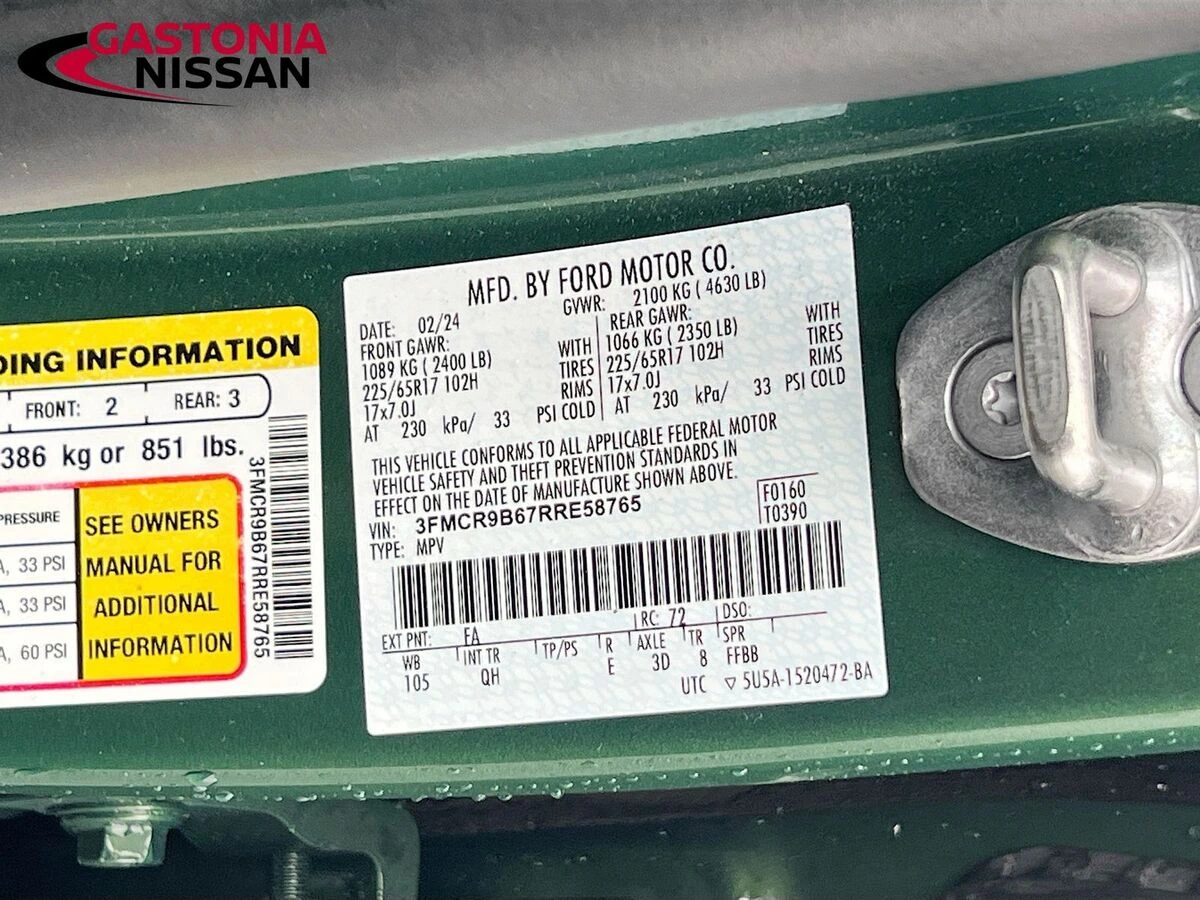 GASTONIA
NISSAN
DING INFORMATION
FRONT: 2 REAR: 3
386 kg or 851 lbs.
PRESSURE
A, 33 PSI
A, 33 PSI
A, 60 PSI
SEE OWNERS
MANUAL FOR
ADDITIONAL
INFORMATION
3FMCR9B67RRE58765
MFD. BY FORD MOTOR CO.
DATE: 02/24 GVWR: 2100 KG ( 4630 LB)
FRONT GAWR: REAR GAWR:
1089 KG ( 2400 LB) WITH 1066 KG ( 2350 LB) WITH
225/65R17 102H TIRES 225/65R17 102H TIRES
17x7.0J RIMS 17x7.0J RIMS
AT 230 kPa/ 33 PSI COLD AT 230 kPa/ 33 PSI COLD
THIS VEHICLE CONFORMS TO ALL APPLICABLE FEDERAL MOTOR
VEHICLE SAFETY AND THEFT PREVENTION STANDARDS IN
EFFECT ON THE DATE OF MANUFACTURE SHOWN ABOVE.
VIN: 3FMCR9B67RRE58765 F0160
TYPE: MPV T0390
EXT PNT: FA RC: 72 DSO:
WB INT TR TP/PS R AXLE TR SPR
105 QH E 3D 8 FFBB
UTC ▽ 5U5A-1520472-BA